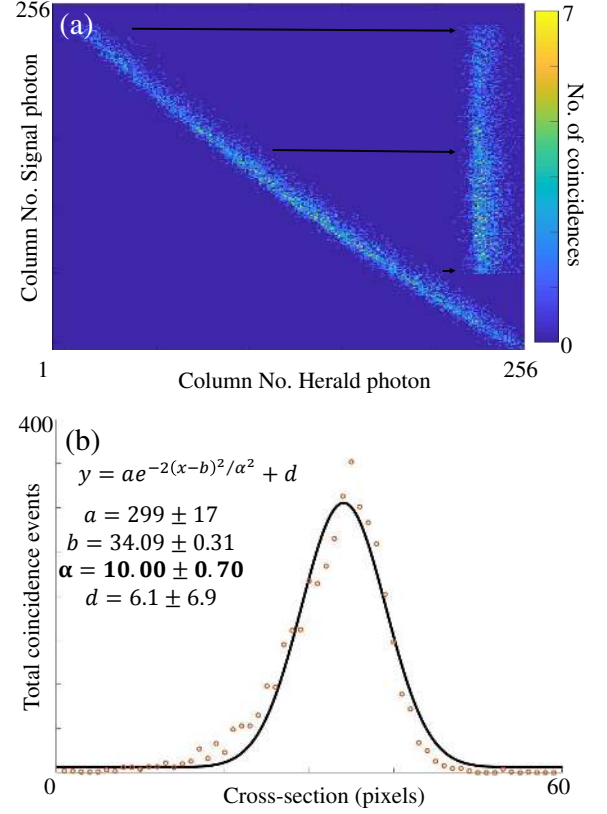 256
(a)
7
Column No. Signal photon
No. of coincidences
0
1
Column No. Herald photon
256
400
(b)
y = ae^{-2(x-b)^2/α^2} + d
a = 299 ± 17
b = 34.09 ± 0.31
α = 10.00 ± 0.70
d = 6.1 ± 6.9
Total coincidence events
0
Cross-section (pixels)
60